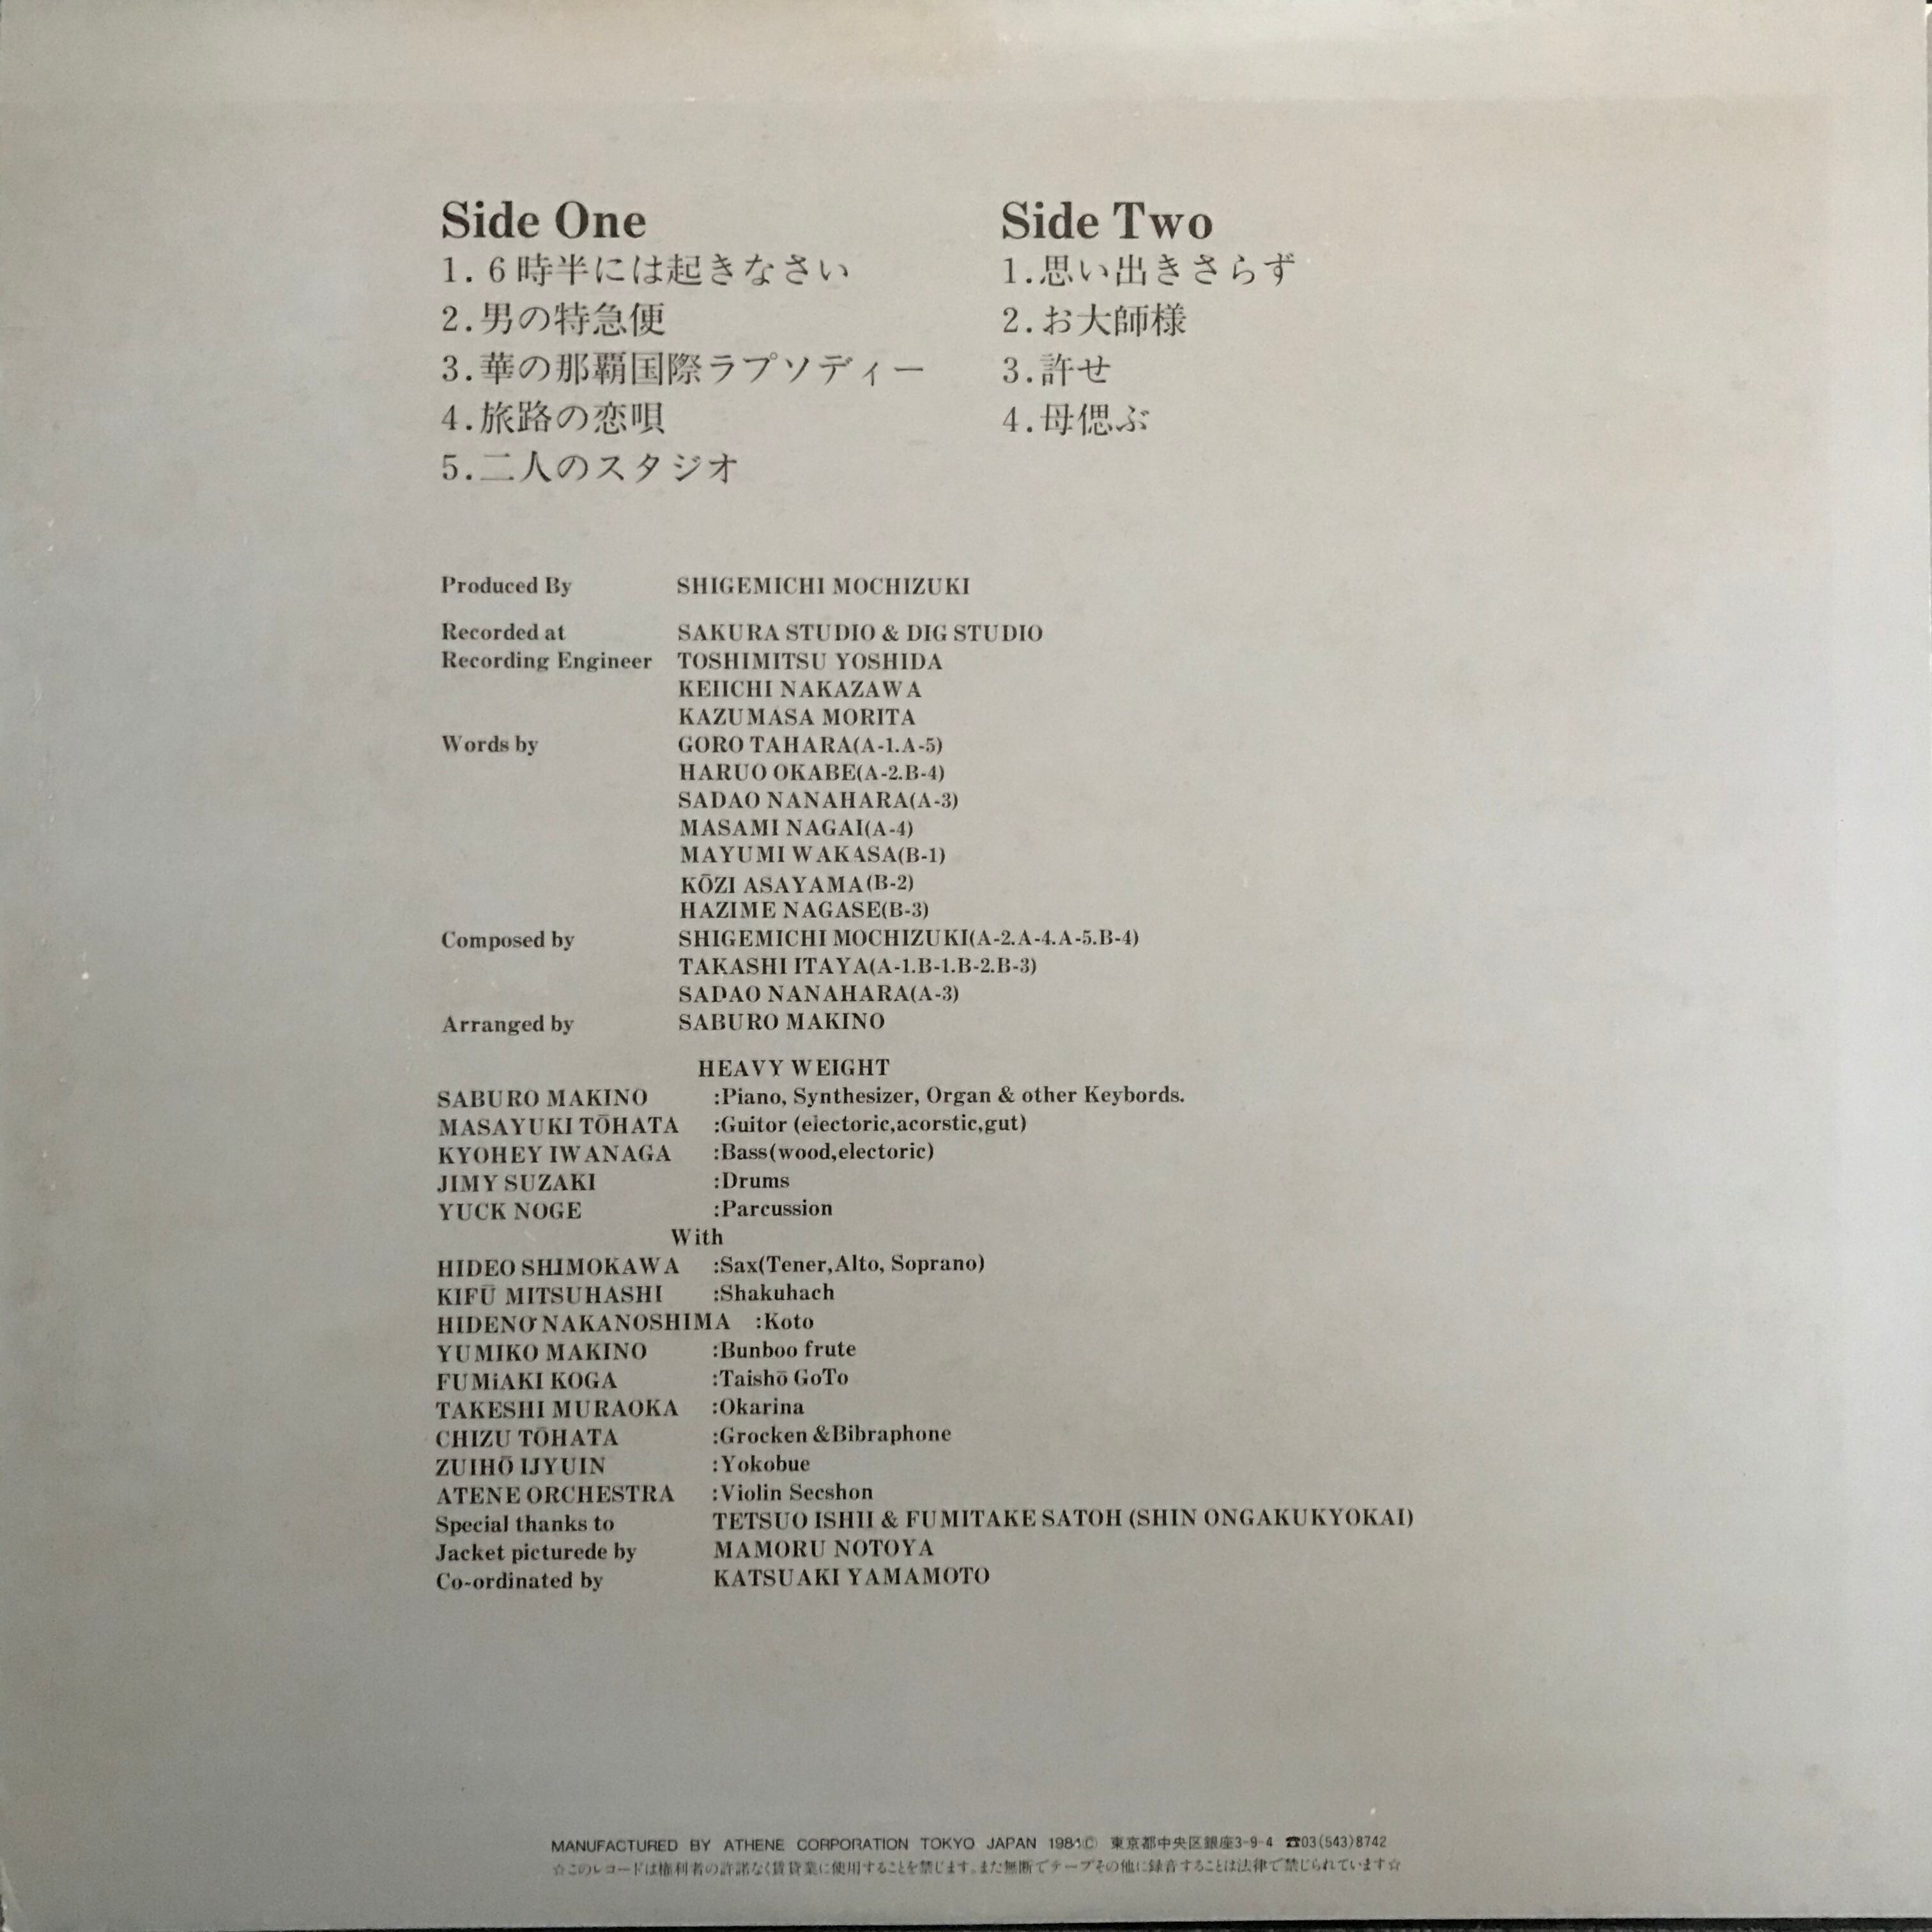 Side One
1.6時半には起きなさい
2.男の特急便
3.華の那覇国際ラプソディー
4.旅路の恋唄
5.二人のスタジオ
Side Two
1.思い出きさらず
2.お大師様
3.許せ
4.母偲ぶ
Produced By SHIGEMICHI MOCHIZUKI
Recorded at SAKURA STUDIO & DIG STUDIO
Recording Engineer TOSHIMITSU YOSHIDA
KEIICHI NAKAZAWA
KAZUMASA MORITA
Words by GORO TAHARA(A-1.A-5)
HARUO OKABE(A-2.B-4)
SADAO NANAHARA(A-3)
MASAMI NAGAI(A-4)
MAYUMI WAKASA(B-1)
KŌZI ASAYAMA(B-2)
HAZIME NAGASE(B-3)
Composed by SHIGEMICHI MOCHIZUKI(A-2.A-4.A-5.B-4)
TAKASHI ITAYA(A-1.B-1.B-2.B-3)
SADAO NANAHARA(A-3)
Arranged by SABURO MAKINO
HEAVY WEIGHT
SABURO MAKINO :Piano, Synthesizer, Organ & other Keybords.
MASAYUKI TŌHATA :Guitor (electoric,acorstic,gut)
KYOHEY IWANAGA :Bass(wood,electoric)
JIMY SUZAKI :Drums
YUCK NOGE :Parcussion
With
HIDEO SHIMOKAWA :Sax(Tener,Alto, Soprano)
KIFŪ MITSUHASHI :Shakuhach
HIDENO NAKANOSHIMA :Koto
YUMIKO MAKINO :Bunboo frute
FUMiAKI KOGA :Taishō GoTo
TAKESHI MURAOKA :Okarina
CHIZU TŌHATA :Grocken &Bibraphone
ZUIHŌ IJYUIN :Yokobue
ATENE ORCHESTRA :Violin Secshon
Special thanks to TETSUO ISHII & FUMITAKE SATOH (SHIN ONGAKUKYOKAI)
Jacket picturede by MAMORU NOTOYA
Co-ordinated by KATSUAKI YAMAMOTO
MANUFACTURED BY ATHENE CORPORATION TOKYO JAPAN Ⓒ 東京都中央区銀座3-9-4 ☎03(543)8742
☆このレコードは権利者の許諾なく賃貸業に使用することを禁じます。また無断でテープその他に録音することは法律で禁じられています☆